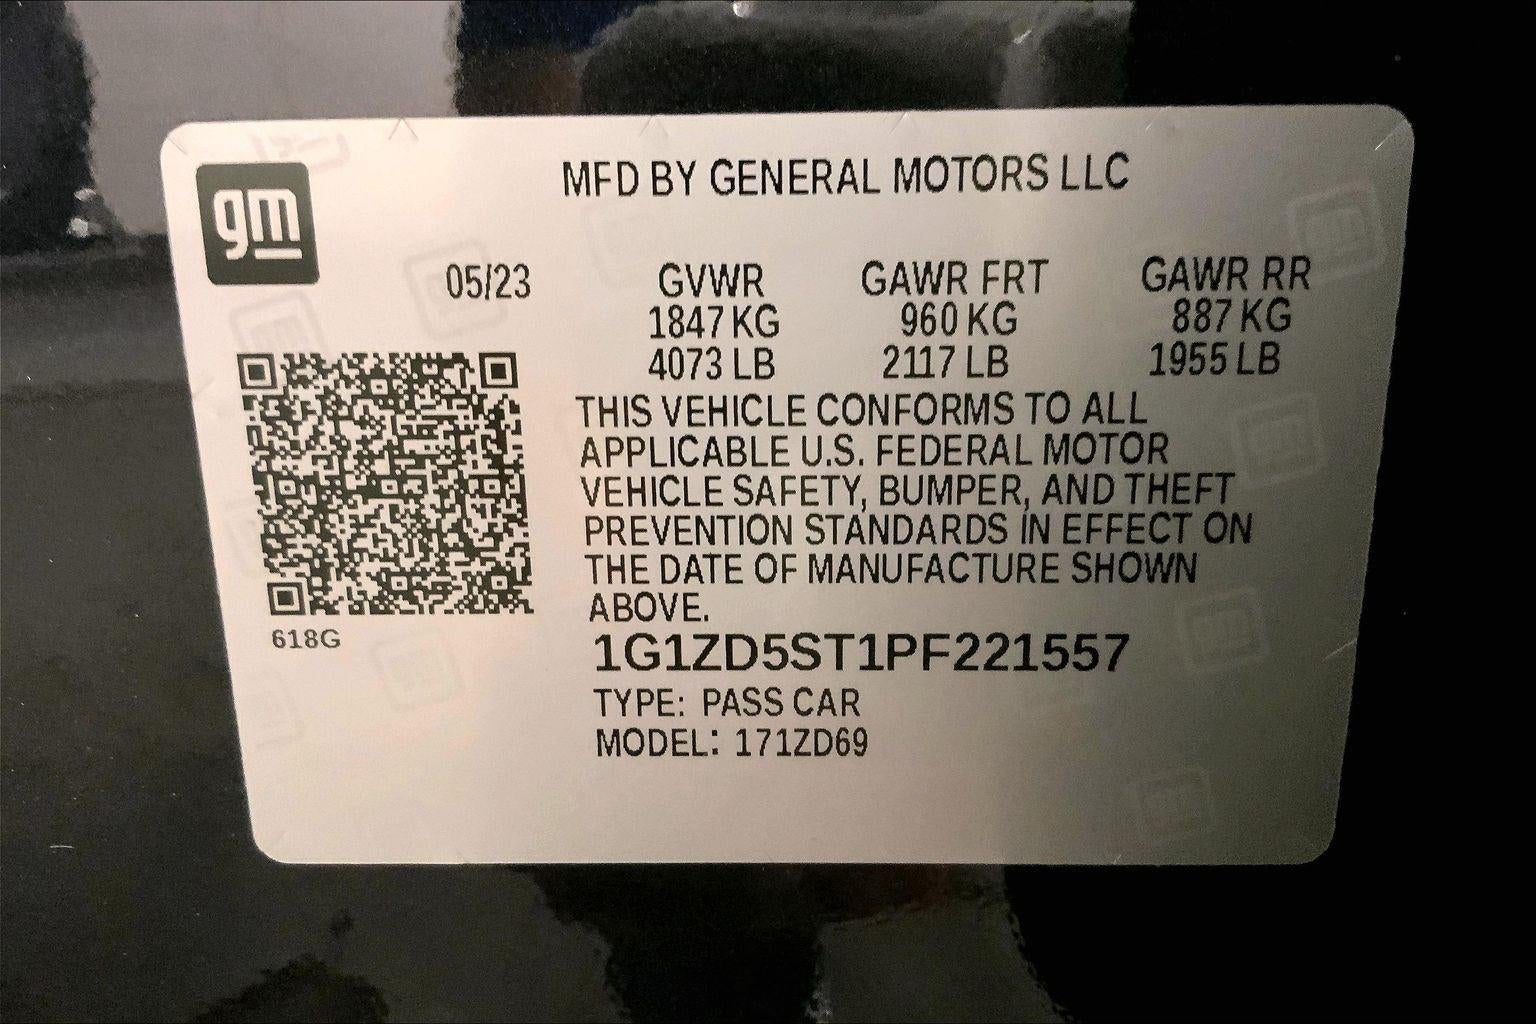 gm
MFD BY GENERAL MOTORS LLC
05/23 GVWR GAWR FRT GAWR RR
1847 KG 960 KG 887 KG
4073 LB 2117 LB 1955 LB
THIS VEHICLE CONFORMS TO ALL
APPLICABLE U.S. FEDERAL MOTOR
VEHICLE SAFETY, BUMPER, AND THEFT
PREVENTION STANDARDS IN EFFECT ON
THE DATE OF MANUFACTURE SHOWN
ABOVE.
618G
1G1ZD5ST1PF221557
TYPE: PASS CAR
MODEL: 171ZD69